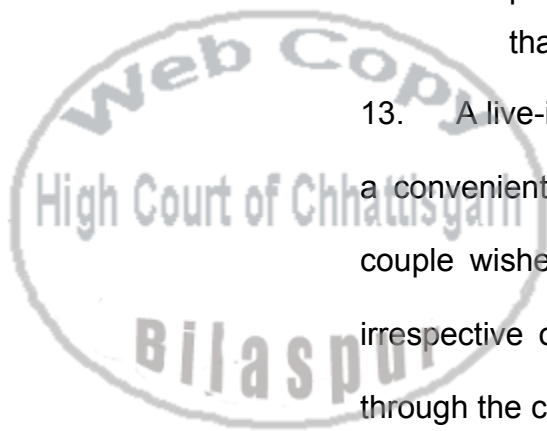 tha
13. A live-i
a convenient
couple wishe
irrespective o
through the c
Web Copy
High Court of Chhattisgarh
Bilaspur